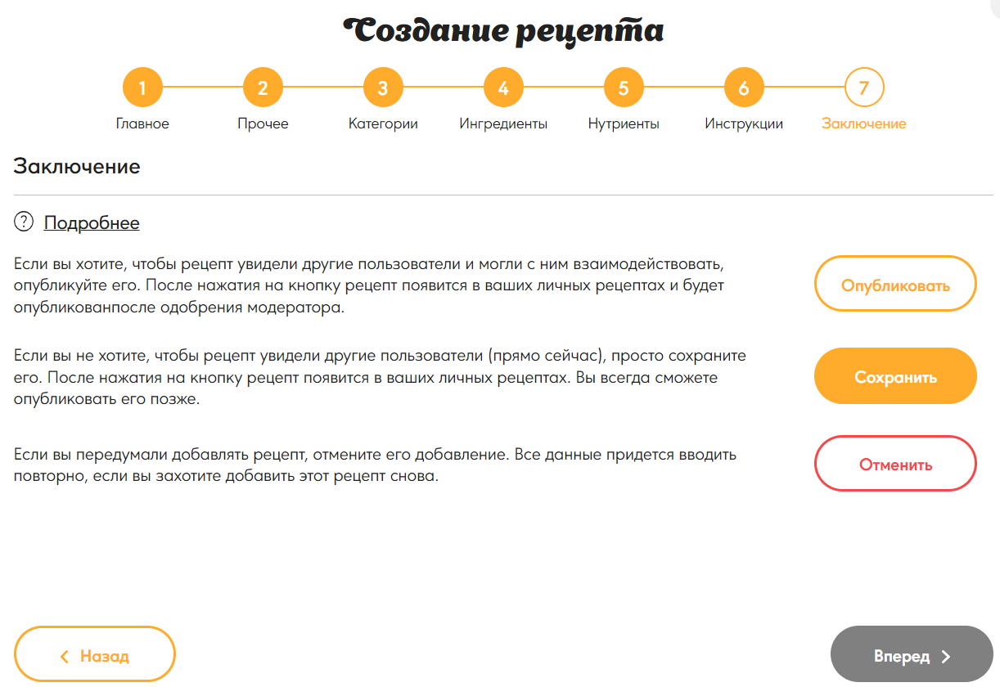 Создание рецепта
1 2 3 4 5 6 7
Главное Прочее Категории Ингредиенты Нутриенты Инструкции Заключение
Заключение
? Подробнее
Если вы хотите, чтобы рецепт увидели другие пользователи и могли с ним взаимодействовать,
опубликуйте его. После нажатия на кнопку рецепт появится в ваших личных рецептах и будет
опубликованпосле одобрения модератора.
Опубликовать
Если вы не хотите, чтобы рецепт увидели другие пользователи (прямо сейчас), просто сохраните
его. После нажатия на кнопку рецепт появится в ваших личных рецептах. Вы всегда сможете
опубликовать его позже.
Сохранить
Если вы передумали добавлять рецепт, отмените его добавление. Все данные придется вводить
повторно, если вы захотите добавить этот рецепт снова.
Отменить
Назад
Вперед